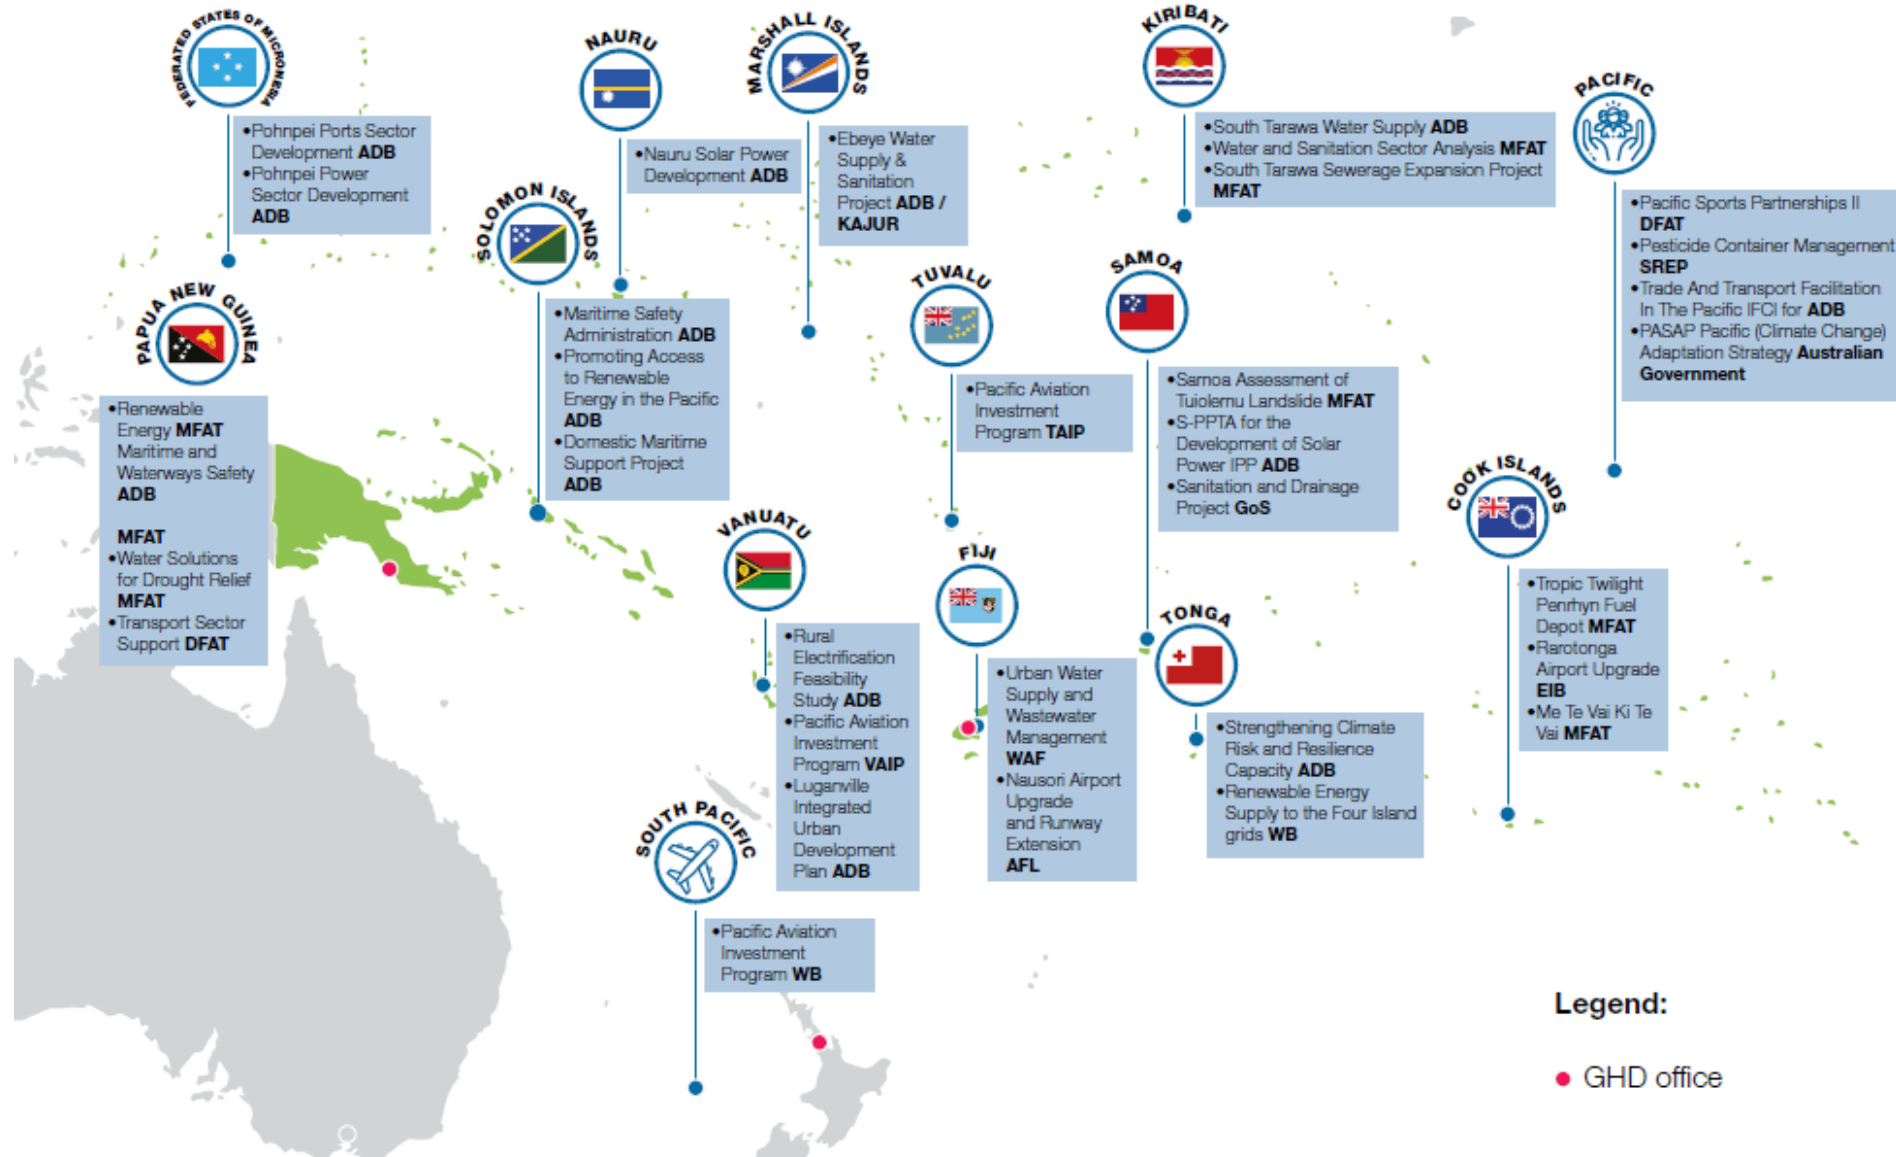 FEDERATED STATES OF MICRONESIA
•Pohnpei Ports Sector
Development ADB
•Pohnpei Power
Sector Development
ADB
NAURU
•Nauru Solar Power
Development ADB
MARSHALL ISLANDS
•Ebeye Water
Supply &
Sanitation
Project ADB /
KAJUR
KIRIBATI
•South Tarawa Water Supply ADB
•Water and Sanitation Sector Analysis MFAT
•South Tarawa Sewerage Expansion Project
MFAT
PACIFIC
•Pacific Sports Partnerships II
DFAT
•Pesticide Container Management
SREP
•Trade And Transport Facilitation
In The Pacific IFCI for ADB
•PASAP Pacific (Climate Change)
Adaptation Strategy Australian
Government
PAPUA NEW GUINEA
•Renewable
Energy MFAT
Maritime and
Waterways Safety
ADB
MFAT
•Water Solutions
for Drought Relief
MFAT
•Transport Sector
Support DFAT
SOLOMON ISLANDS
•Maritime Safety
Administration ADB
•Promoting Access
to Renewable
Energy in the Pacific
ADB
•Domestic Maritime
Support Project
ADB
TUVALU
•Pacific Aviation
Investment
Program TAIP
SAMOA
•Samoa Assessment of
Tuiolemu Landslide MFAT
•S-PPTA for the
Development of Solar
Power IPP ADB
•Sanitation and Drainage
Project GoS
COOK ISLANDS
•Tropic Twilight
Penrhyn Fuel
Depot MFAT
•Rarotonga
Airport Upgrade
EIB
•Me Te Vai Ki Te
Vai MFAT
VANUATU
•Rural
Electrification
Feasibility
Study ADB
•Pacific Aviation
Investment
Program VAIP
•Luganville
Integrated
Urban
Development
Plan ADB
FIJI
•Urban Water
Supply and
Wastewater
Management
WAF
•Nausori Airport
Upgrade
and Runway
Extension
AFL
TONGA
•Strengthening Climate
Risk and Resilience
Capacity ADB
•Renewable Energy
Supply to the Four Island
grids WB
SOUTH PACIFIC
•Pacific Aviation
Investment
Program WB
Legend:
GHD office